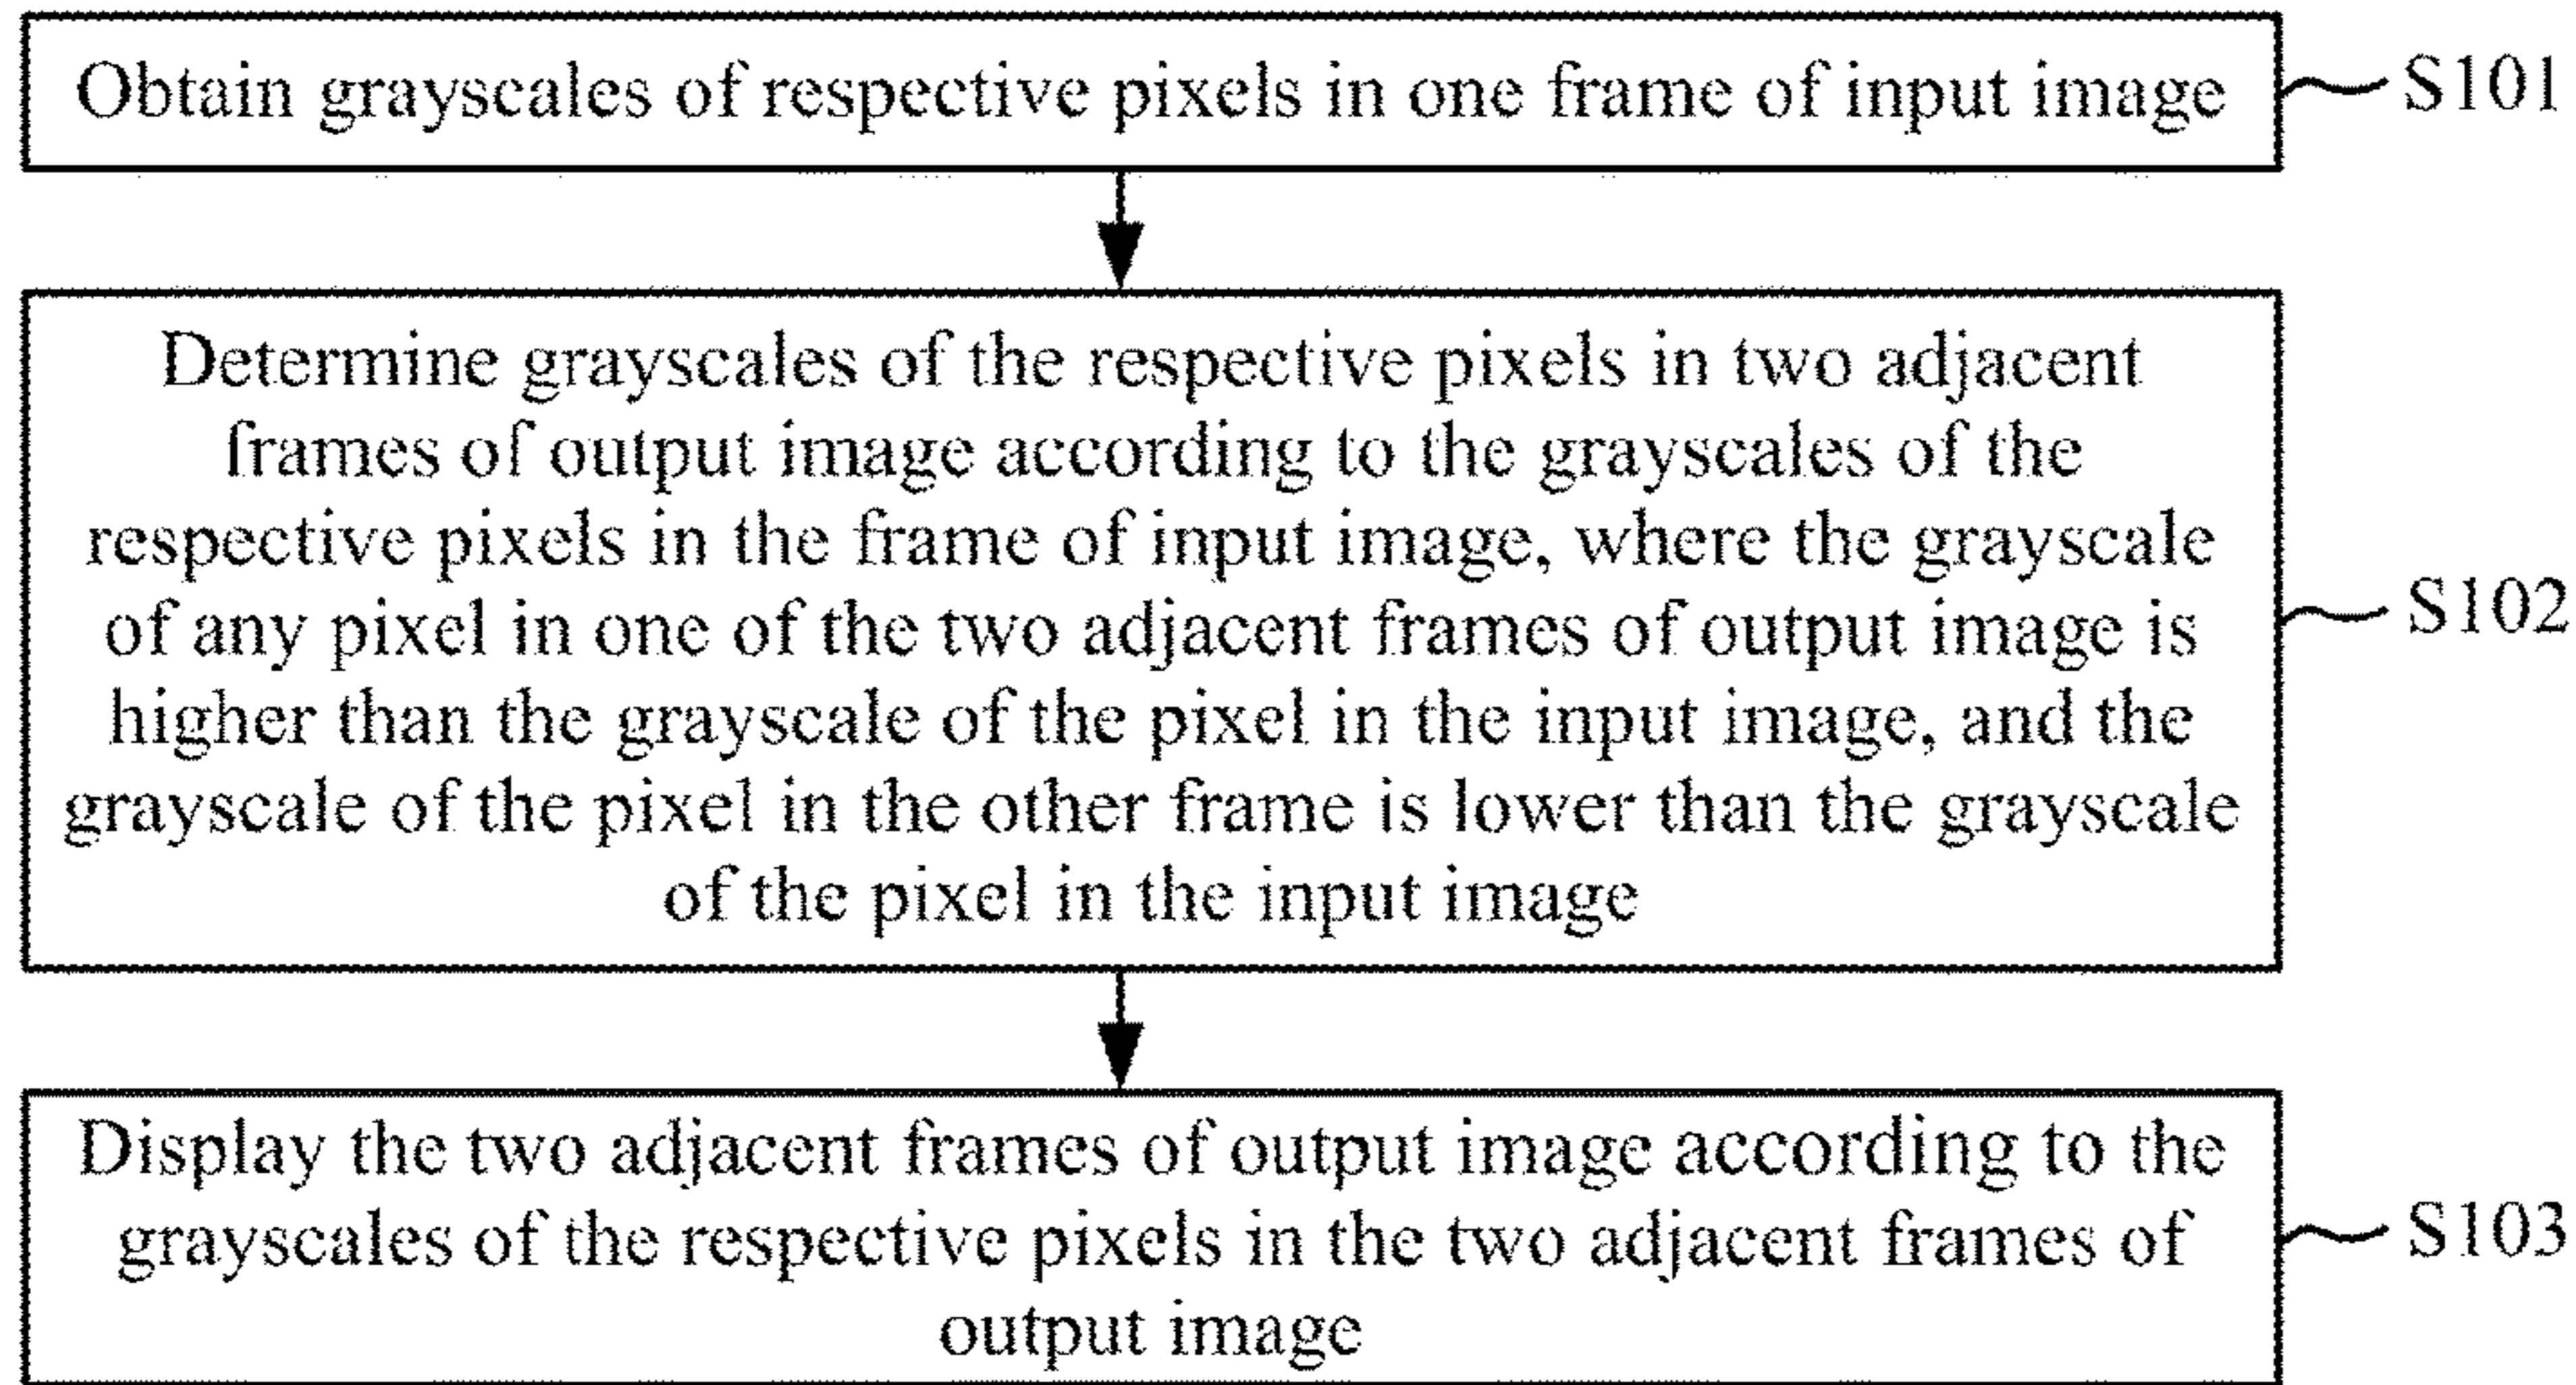 Obtain grayscales of respective pixels in one frame of input image
S101
Determine grayscales of the respective pixels in two adjacent
frames of output image according to the grayscales of the
respective pixels in the frame of input image, where the grayscale
of any pixel in one of the two adjacent frames of output image is
higher than the grayscale of the pixel in the input image, and the
grayscale of the pixel in the other frame is lower than the grayscale
of the pixel in the input image
S102
Display the two adjacent frames of output image according to the
grayscales of the respective pixels in the two adjacent frames of
output image
S103